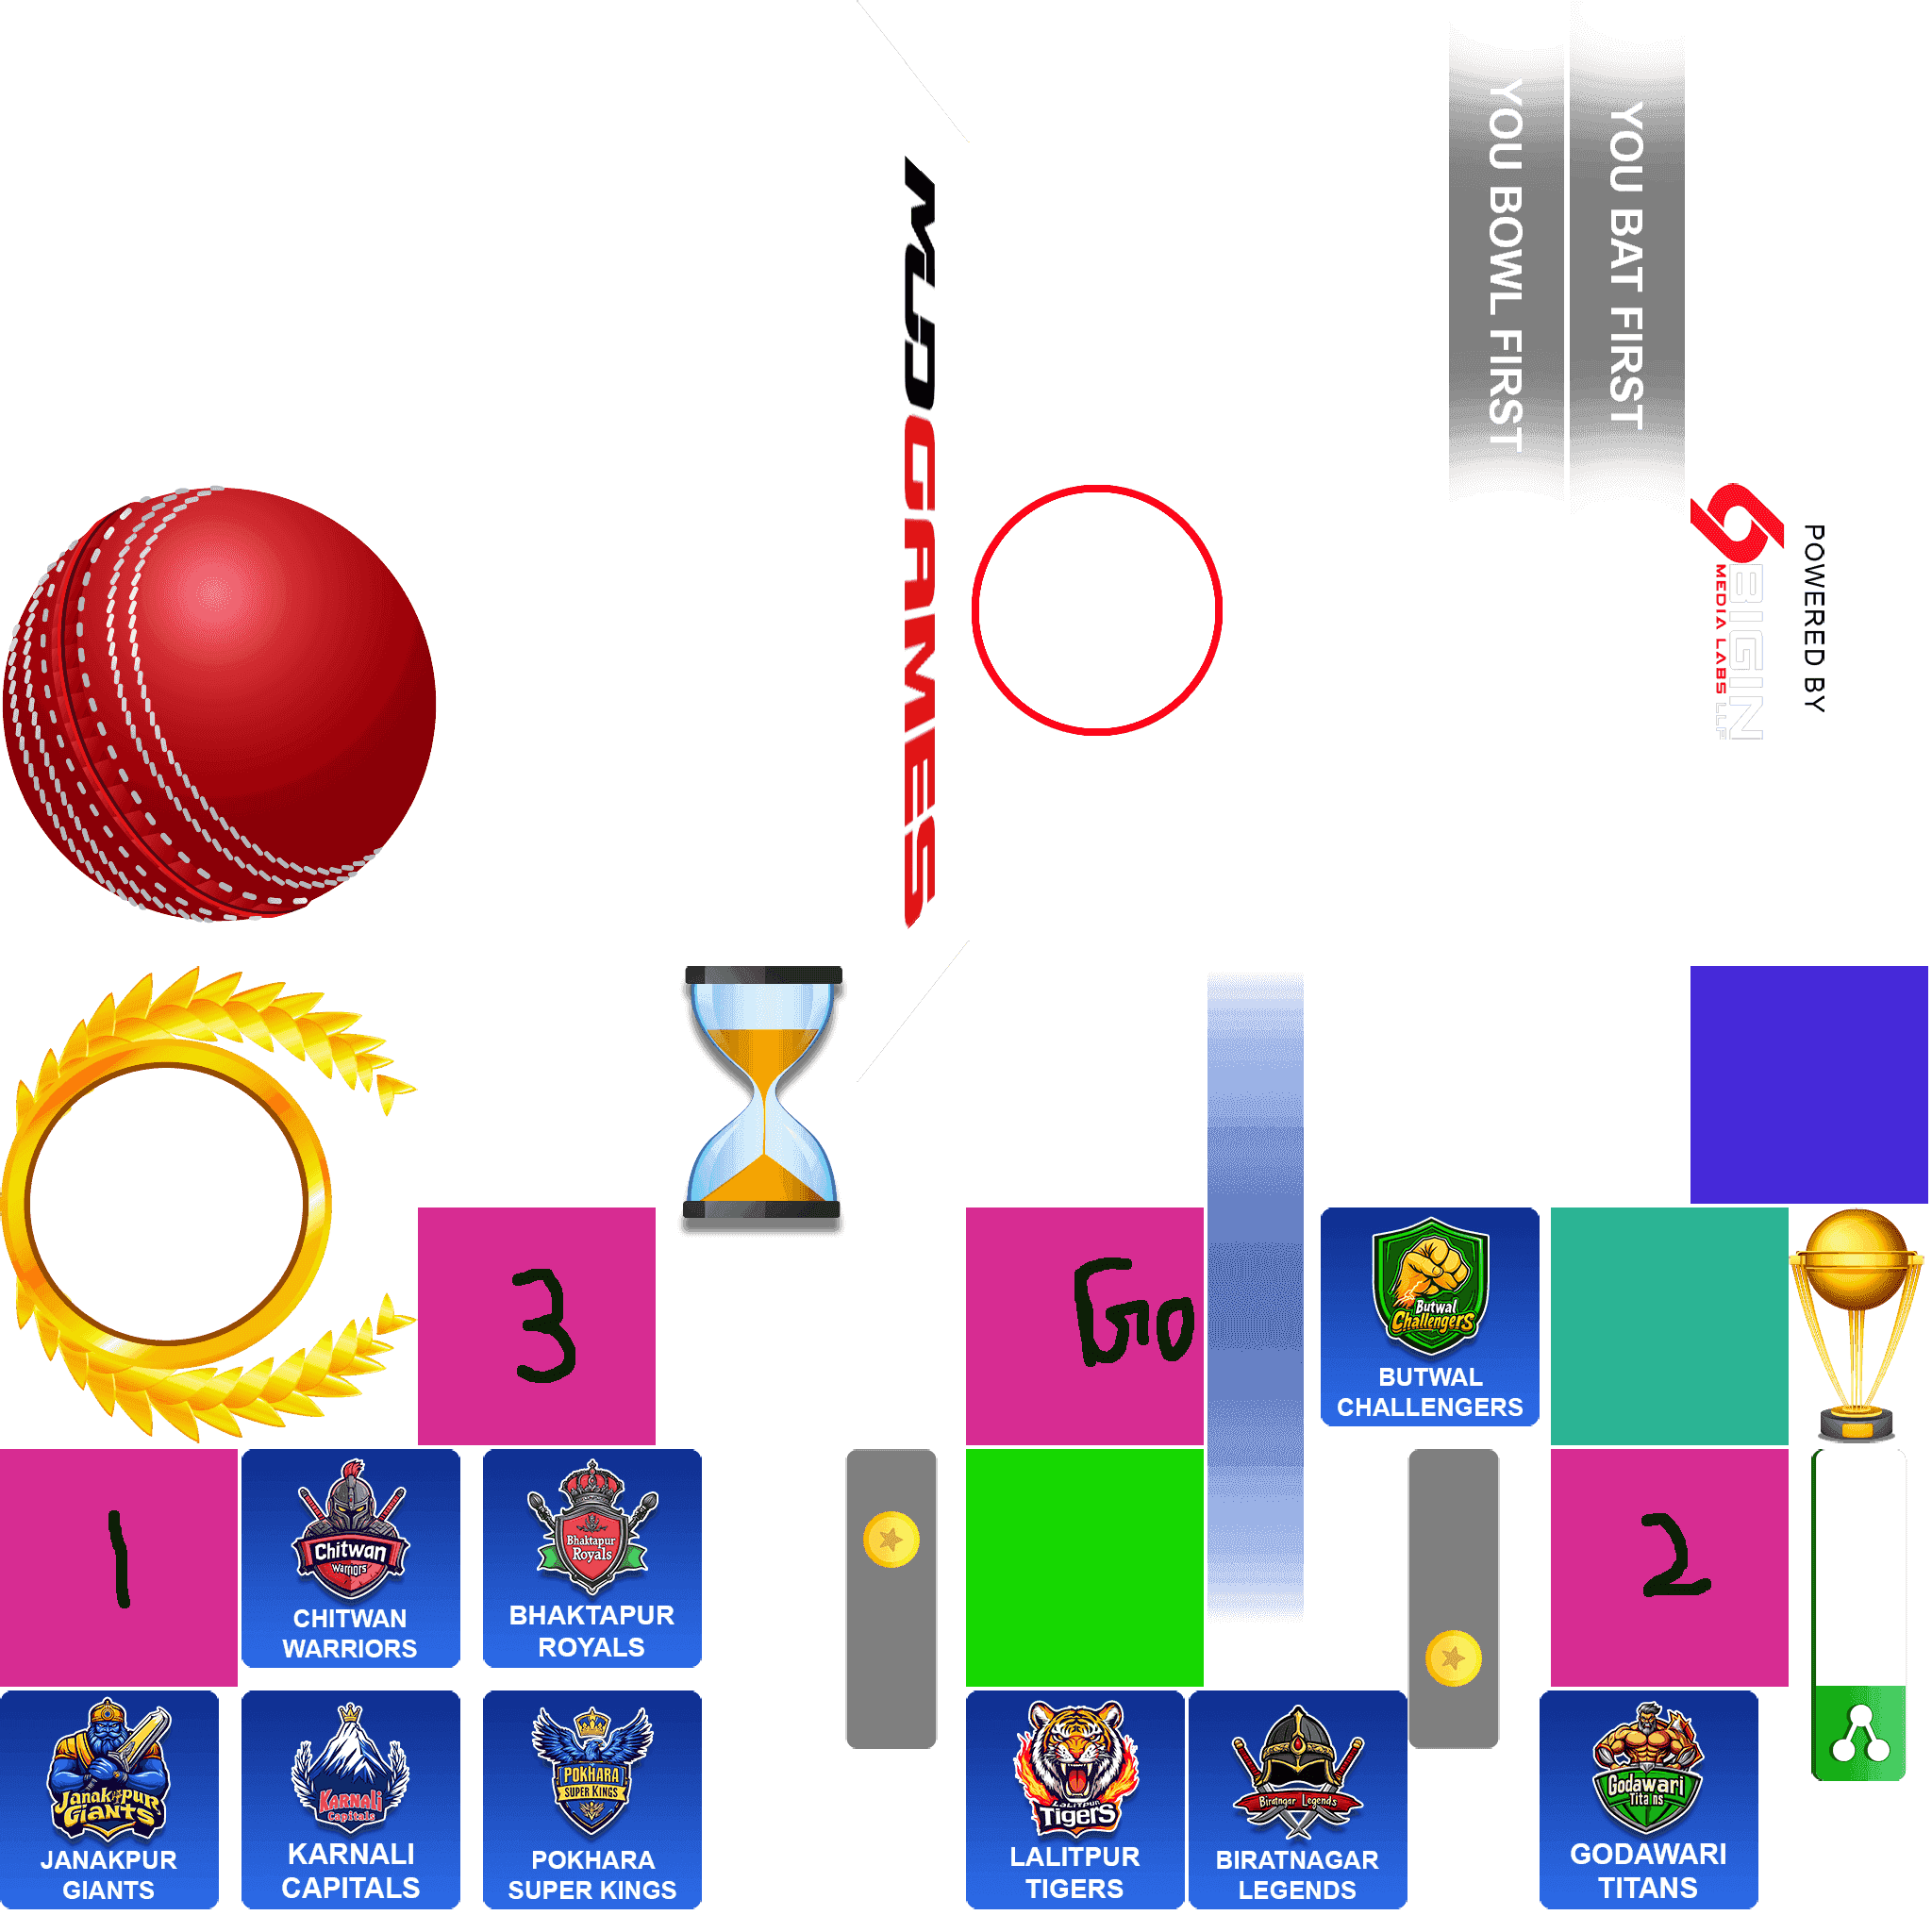 YOU BAT FIRST
YOU BOWL FIRST
MUDGAMES
POWERED BY
BIGIN
MEDIA LABS LLP
3
Go
Butwal
Challengers
BUTWAL
CHALLENGERS
1
Chitwan
Warriors
CHITWAN
WARRIORS
Bhaktapur
Royals
BHAKTAPUR
ROYALS
2
Janakpur
Giants
JANAKPUR
GIANTS
Karnali
Capitals
KARNALI
CAPITALS
POKHARA
SUPER KINGS
POKHARA
SUPER KINGS
Lalitpur
Tigers
LALITPUR
TIGERS
Biratnagar Legends
BIRATNAGAR
LEGENDS
Godawari
Titans
GODAWARI
TITANS